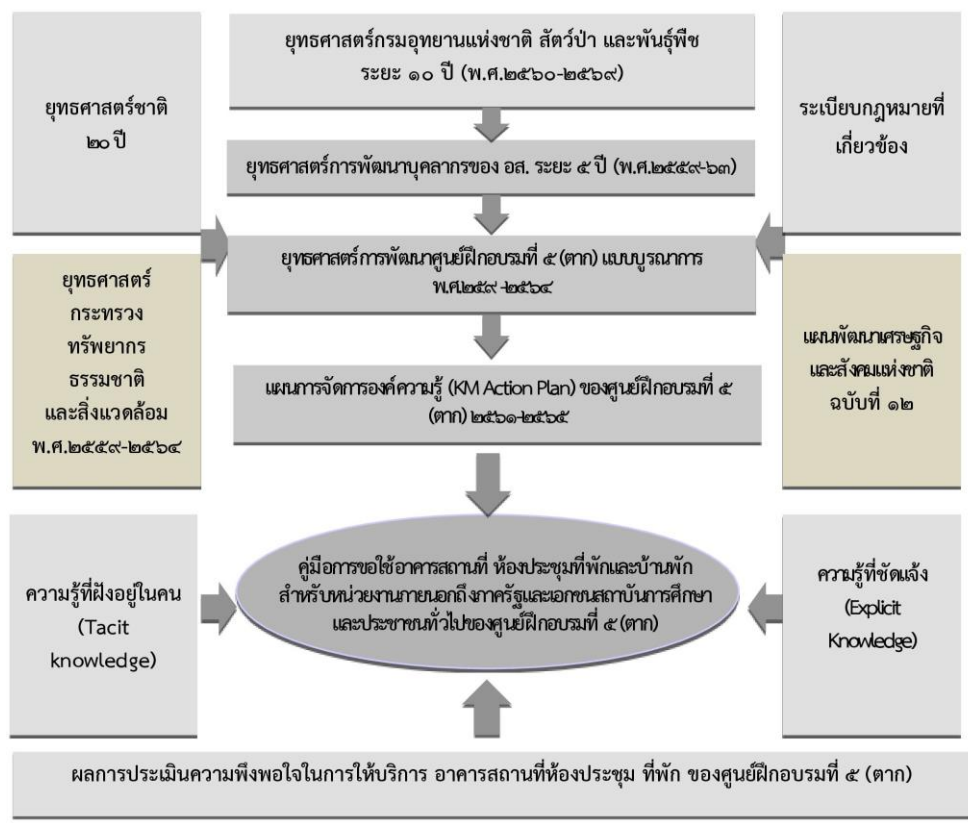 ยุทธศาสตร์กรมอุทยานแห่งชาติ สัตว์ป่า และพันธุ์พืช
ระยะ ๑๐ ปี (พ.ศ.๒๕๖๐-๒๕๖๙)
ยุทธศาสตร์ชาติ
๒๐ ปี
ระเบียบกฎหมายที่
เกี่ยวข้อง
ยุทธศาสตร์การพัฒนาบุคลากรของ อส. ระยะ ๕ ปี (พ.ศ.๒๕๕๙-๖๓)
ยุทธศาสตร์การพัฒนาศูนย์ฝึกอบรมที่ ๕ (ตาก) แบบบูรณาการ
พ.ศ.๒๕๙ -๒๕๖๔
ยุทธศาสตร์
กระทรวง
ทรัพยากร
ธรรมชาติ
และสิ่งแวดล้อม
พ.ศ.๒๕๕๙-๒๕๖๔
แผนพัฒนาเศรษฐกิจ
และสังคมแห่งชาติ
ฉบับที่ ๑๒
แผนการจัดการองค์ความรู้ (KM Action Plan) ของศูนย์ฝึกอบรมที่ ๕
(ตาก) ๒๕๖๑-๒๕๖๕
คู่มือการขอใช้อาคารสถานที่ ห้องประชุมที่พักและบ้านพัก
สำหรับหน่วยงานภายนอกถึงภาครัฐและเอกชนสถาบันการศึกษา
และประชาชนทั่วไปของศูนย์ฝึกอบรมที่ ๕ (ตาก)
ความรู้ที่ฝังอยู่ในคน
(Tacit
knowledge)
ความรู้ที่ชัดแจ้ง
(Explicit
Knowledge)
ผลการประเมินความพึงพอใจในการให้บริการ อาคารสถานที่ห้องประชุม ที่พัก ของศูนย์ฝึกอบรมที่ ๕ (ตาก)